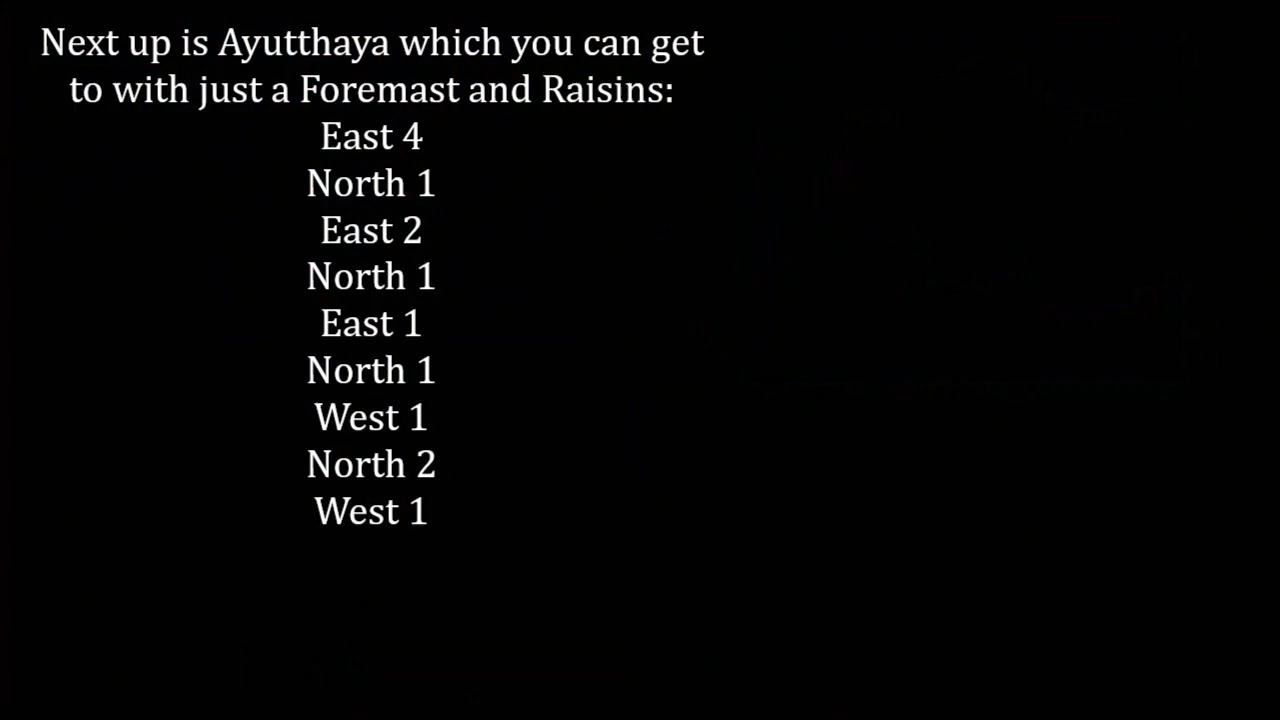 Next up is Ayutthaya which you can get
to with just a Foremast and Raisins:
East 4
North 1
East 2
North 1
East 1
North 1
West 1
North 2
West 1